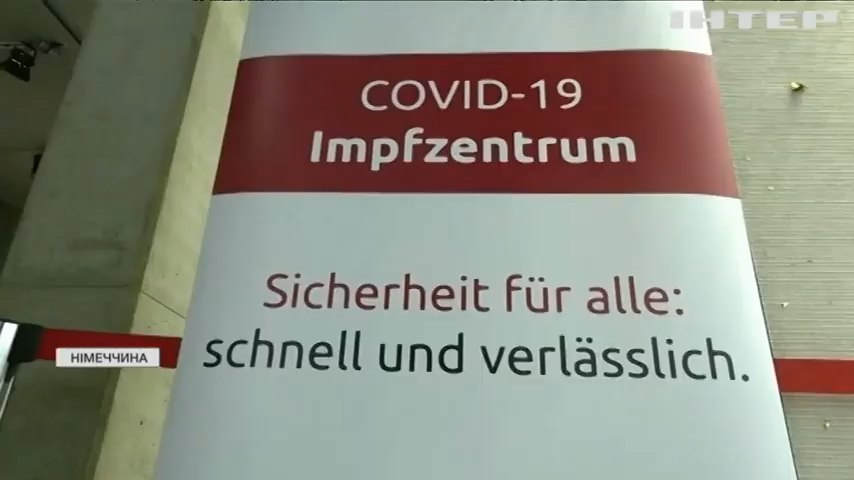 ІНТЕР
COVID-19
Impfzentrum
Sicherheit für alle:
schnell und verlässlich.
НІМЕЧЧИНА